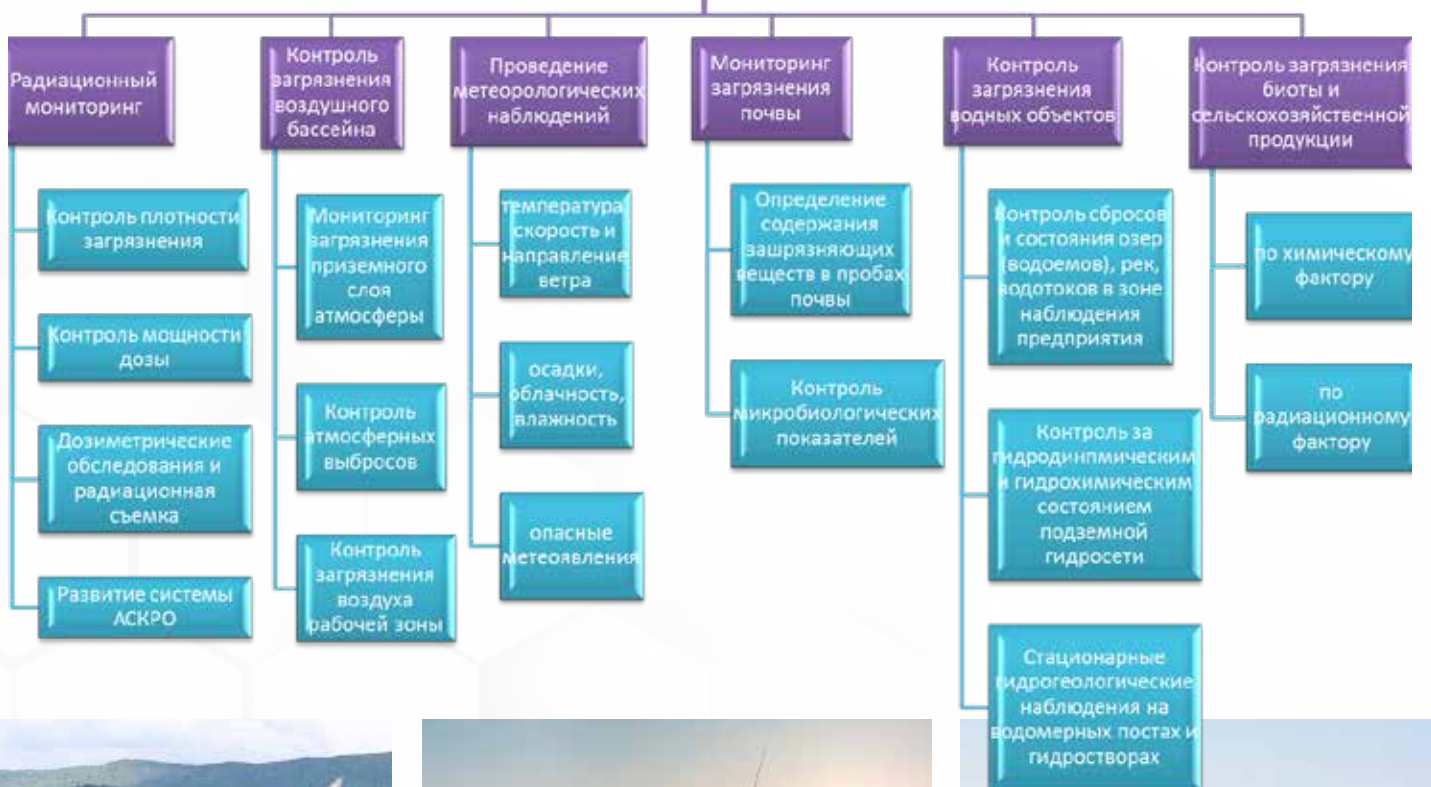 Радиационный
мониторинг
Контроль плотности
загрязнения
Контроль мощности
дозы
Дозиметрические
обследования и
радиационная
съемка
Развитие системы
АСКРО
Контроль
загрязнения
воздушного
бассейна
Мониторинг
загрязнения
приземного
слоя
атмосферы
Контроль
атмосферных
выбросов
Контроль
загрязнения
воздуха
рабочей зоны
Проведение
метеорологических
наблюдений
температура,
скорость и
направление
ветра
осадки,
облачность,
влажность
опасные
метеоявления
Мониторинг
загрязнения
почвы
Определение
содержания
зашрязняющих
веществ в пробах
почвы
Контроль
микробиологических
показателей
Контроль
загрязнения
водных объектов
Контроль сбросов
и состояния озер
(водоемов), рек,
водотоков в зоне
наблюдения
предприятия
Контроль за
гидродинпмическим
и гидрохимическим
состоянием
подземной
гидросети
Стационарные
гидрогеологические
наблюдения на
водомерных постах и
гидростворах
Контроль загрязнения
биоты и
сельскохозяйственной
продукции
по химическому
фактору
по
радиационному
фактору